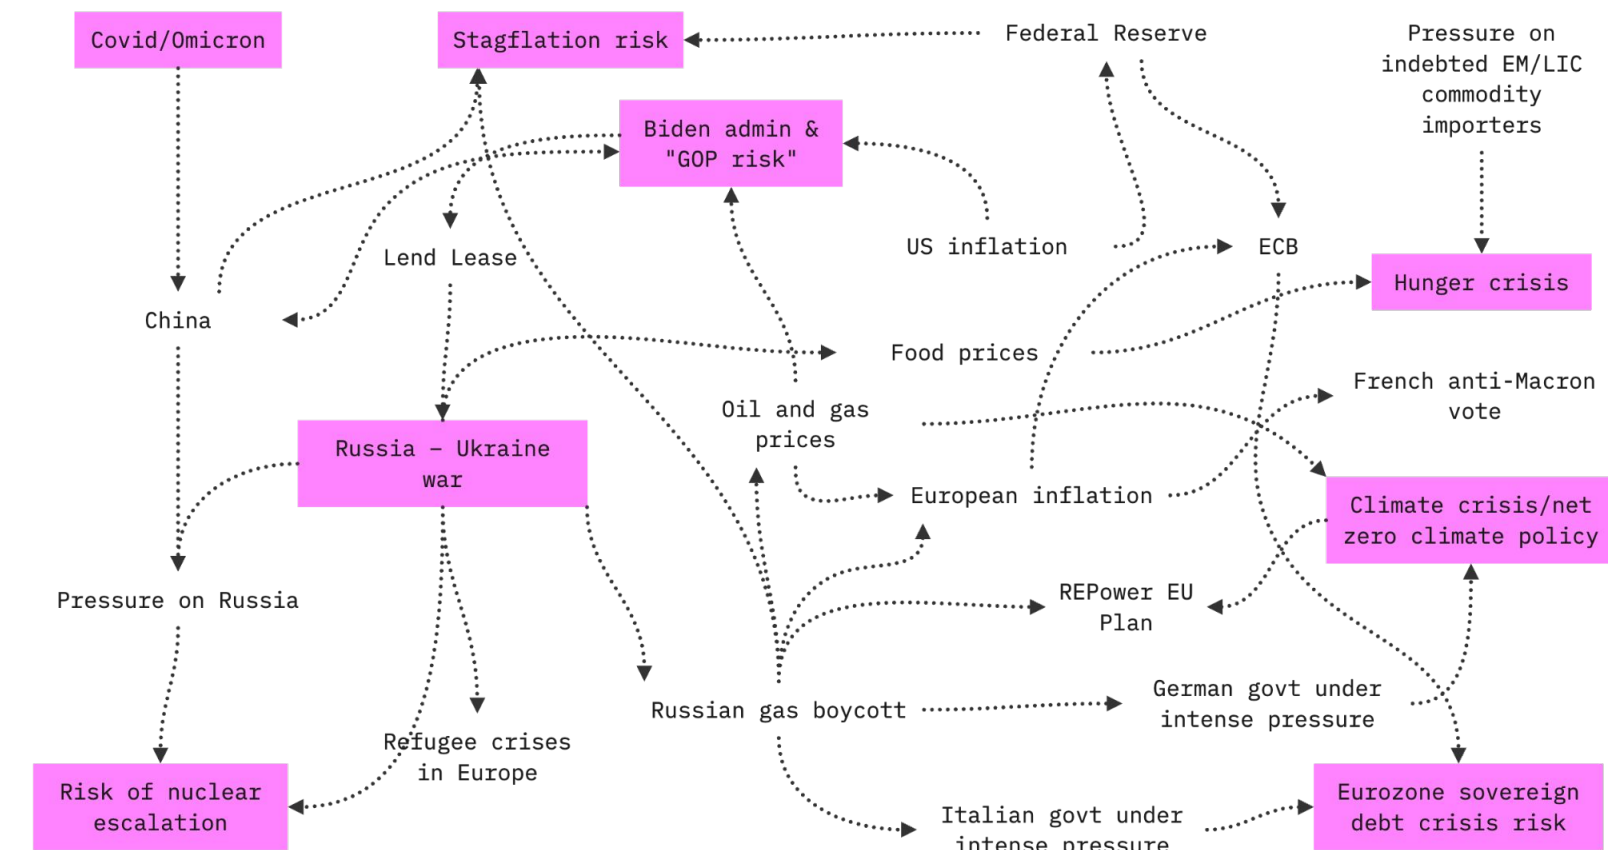 Covid/Omicron
Stagflation risk
Federal Reserve
Pressure on
indebted EM/LIC
commodity
importers
Biden admin &
"GOP risk"
Lend Lease
US inflation
ECB
Hunger crisis
China
Food prices
French anti-Macron
vote
Oil and gas
prices
Russia – Ukraine
war
European inflation
Climate crisis/net
zero climate policy
Pressure on Russia
REPower EU
Plan
Russian gas boycott
German govt under
intense pressure
Refugee crises
in Europe
Risk of nuclear
escalation
Italian govt under
intense pressure
Eurozone sovereign
debt crisis risk